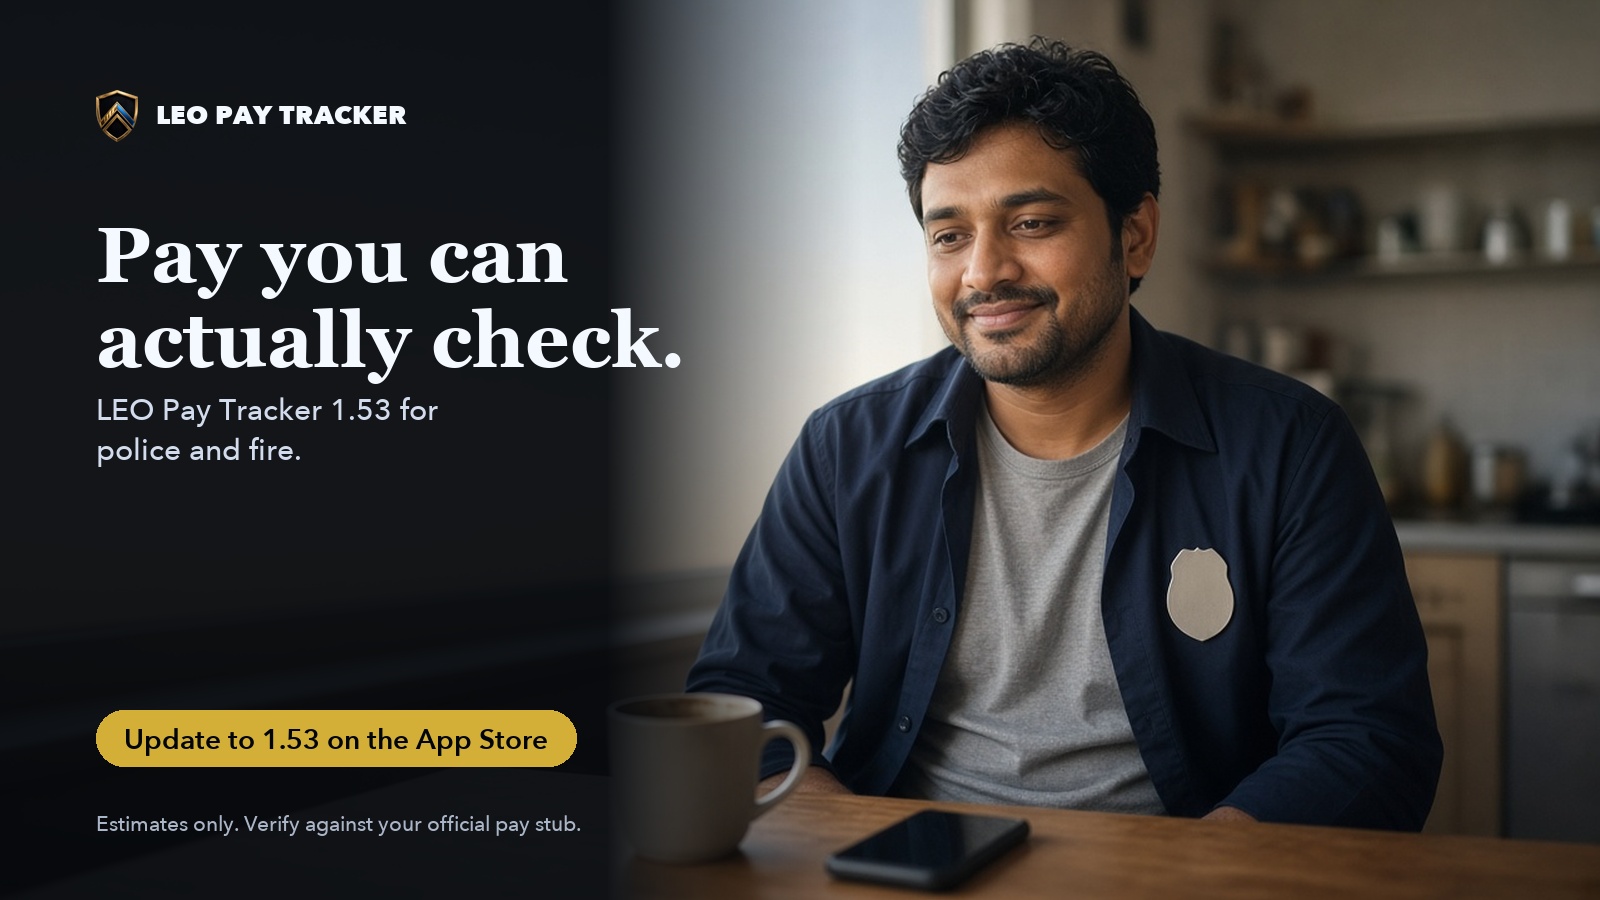 LEO PAY TRACKER
Pay you can
actually check.
LEO Pay Tracker 1.53 for
police and fire.
Update to 1.53 on the App Store
Estimates only. Verify against your official pay stub.